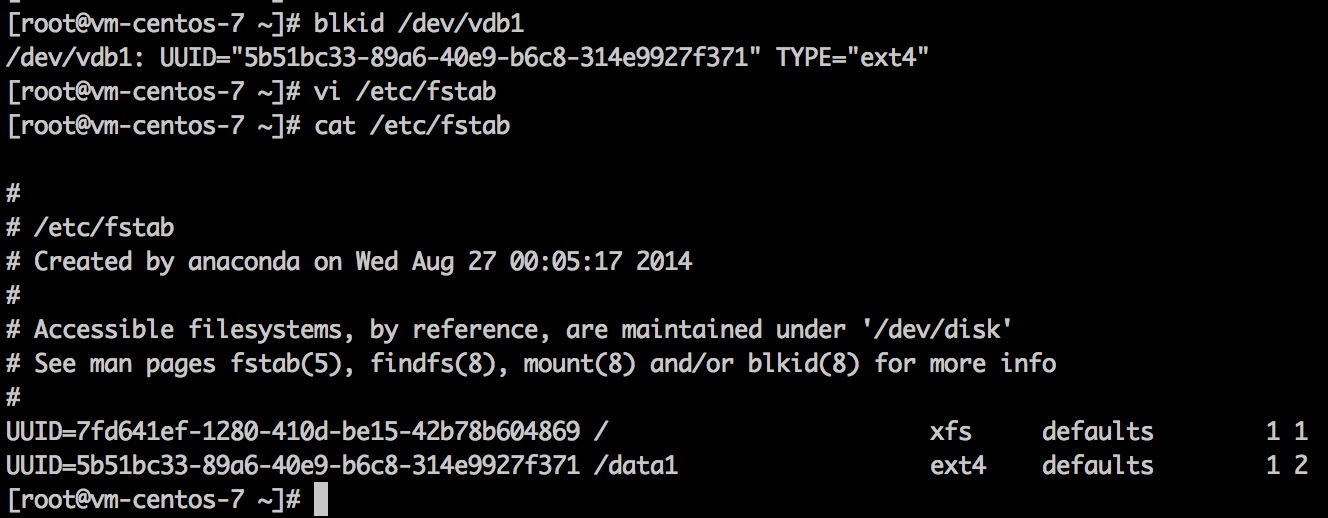 [root@vm-centos-7 ~]# blkid /dev/vdb1
/dev/vdb1: UUID="5b51bc33-89a6-40e9-b6c8-314e9927f371" TYPE="ext4"
[root@vm-centos-7 ~]# vi /etc/fstab
[root@vm-centos-7 ~]# cat /etc/fstab
#
# /etc/fstab
# Created by anaconda on Wed Aug 27 00:05:17 2014
#
# Accessible filesystems, by reference, are maintained under '/dev/disk'
# See man pages fstab(5), findfs(8), mount(8) and/or blkid(8) for more info
#
UUID=7fd641ef-1280-410d-be15-42b78b604869 / xfs defaults 1 1
UUID=5b51bc33-89a6-40e9-b6c8-314e9927f371 /data1 ext4 defaults 1 2
[root@vm-centos-7 ~]#